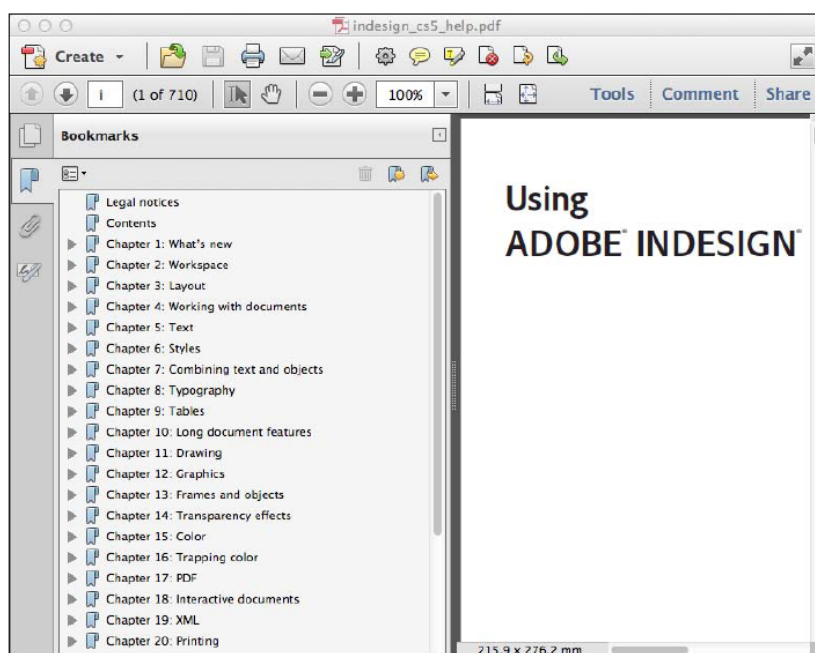 indesign_cs5_help.pdf
Create
i (1 of 710) 100% Tools Comment Share
Bookmarks
Legal notices
Contents
Chapter 1: What's new
Chapter 2: Workspace
Chapter 3: Layout
Chapter 4: Working with documents
Chapter 5: Text
Chapter 6: Styles
Chapter 7: Combining text and objects
Chapter 8: Typography
Chapter 9: Tables
Chapter 10: Long document features
Chapter 11: Drawing
Chapter 12: Graphics
Chapter 13: Frames and objects
Chapter 14: Transparency effects
Chapter 15: Color
Chapter 16: Trapping color
Chapter 17: PDF
Chapter 18: Interactive documents
Chapter 19: XML
Chapter 20: Printing
Using
ADOBE® INDESIGN®
215.9 x 276.2 mm